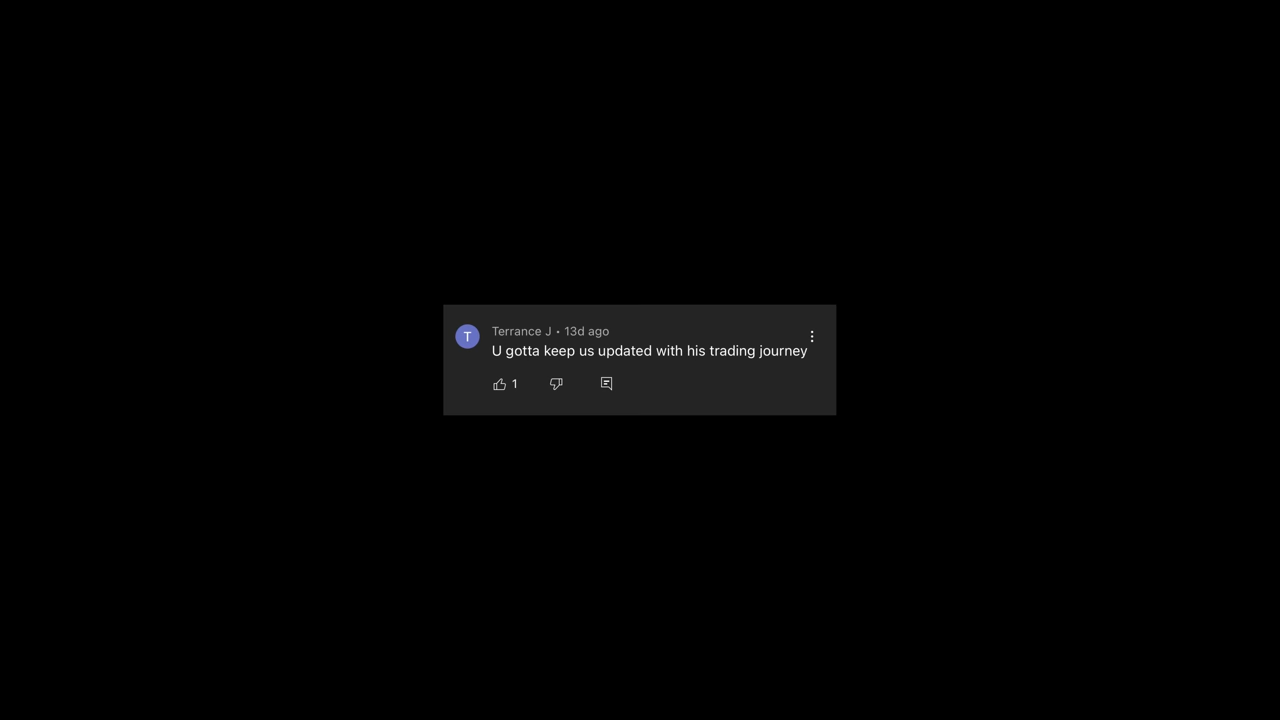 T
Terrance J • 13d ago
U gotta keep us updated with his trading journey
1